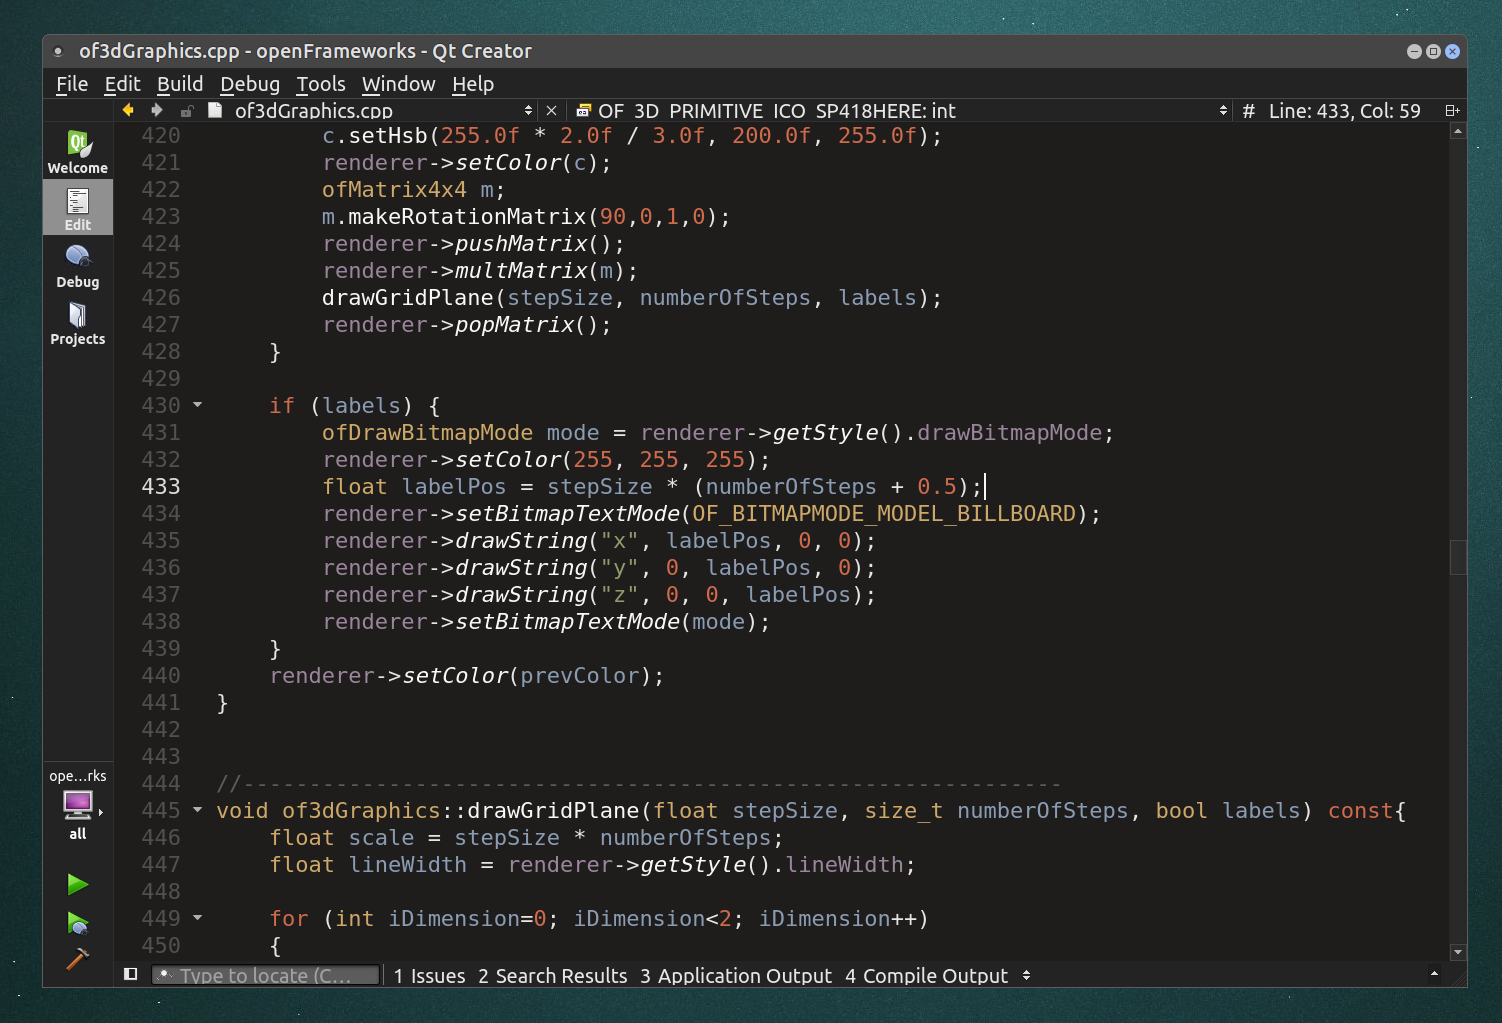 of3dGraphics.cpp - openFrameworks - Qt Creator
File Edit Build Debug Tools Window Help
of3dGraphics.cpp OF 3D PRIMITIVE ICO SP418HERE: int # Line: 433, Col: 59
Qt
Welcome
Edit
Debug
Projects
420 c.setHsb(255.0f * 2.0f / 3.0f, 200.0f, 255.0f);
421 renderer->setColor(c);
422 ofMatrix4x4 m;
423 m.makeRotationMatrix(90,0,1,0);
424 renderer->pushMatrix();
425 renderer->multMatrix(m);
426 drawGridPlane(stepSize, numberOfSteps, labels);
427 renderer->popMatrix();
428 }
429
430 if (labels) {
431 ofDrawBitmapMode mode = renderer->getStyle().drawBitmapMode;
432 renderer->setColor(255, 255, 255);
433 float labelPos = stepSize * (numberOfSteps + 0.5);
434 renderer->setBitmapTextMode(OF_BITMAPMODE_MODEL_BILLBOARD);
435 renderer->drawString("x", labelPos, 0, 0);
436 renderer->drawString("y", 0, labelPos, 0);
437 renderer->drawString("z", 0, 0, labelPos);
438 renderer->setBitmapTextMode(mode);
439 }
440 renderer->setColor(prevColor);
441 }
442
443
444 //--------------------------------------------------------------
445 void of3dGraphics::drawGridPlane(float stepSize, size_t numberOfSteps, bool labels) const{
446 float scale = stepSize * numberOfSteps;
447 float lineWidth = renderer->getStyle().lineWidth;
448
449 for (int iDimension=0; iDimension<2; iDimension++)
450 {
ope...rks
all
Type to locate (C... 1 Issues 2 Search Results 3 Application Output 4 Compile Output